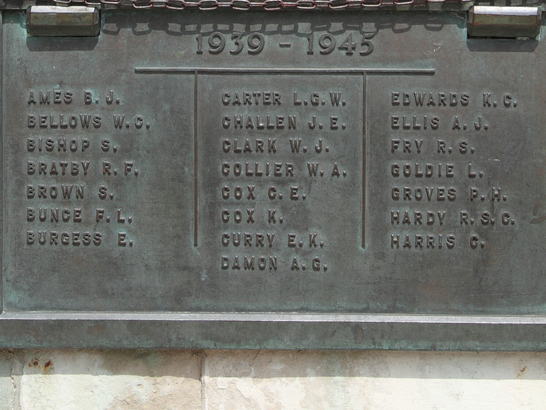 1939 - 1945
AMES B. J.
BELLOWS W. C.
BISHOP S.
BRATBY R. F.
BROWN S.
BUNCE F. L.
BURGESS E.
CARTER L. G. W.
CHALLEN J. E.
CLARK W. J.
COLLIER W. A.
COX C. E.
COX K.
CURRY E. K.
DAMON A. G.
EDWARDS K. C.
ELLIS A. J.
FRY R. S.
GOLDIE L.
GROVES P. H.
HARDY R. S. C.
HARRIS C.